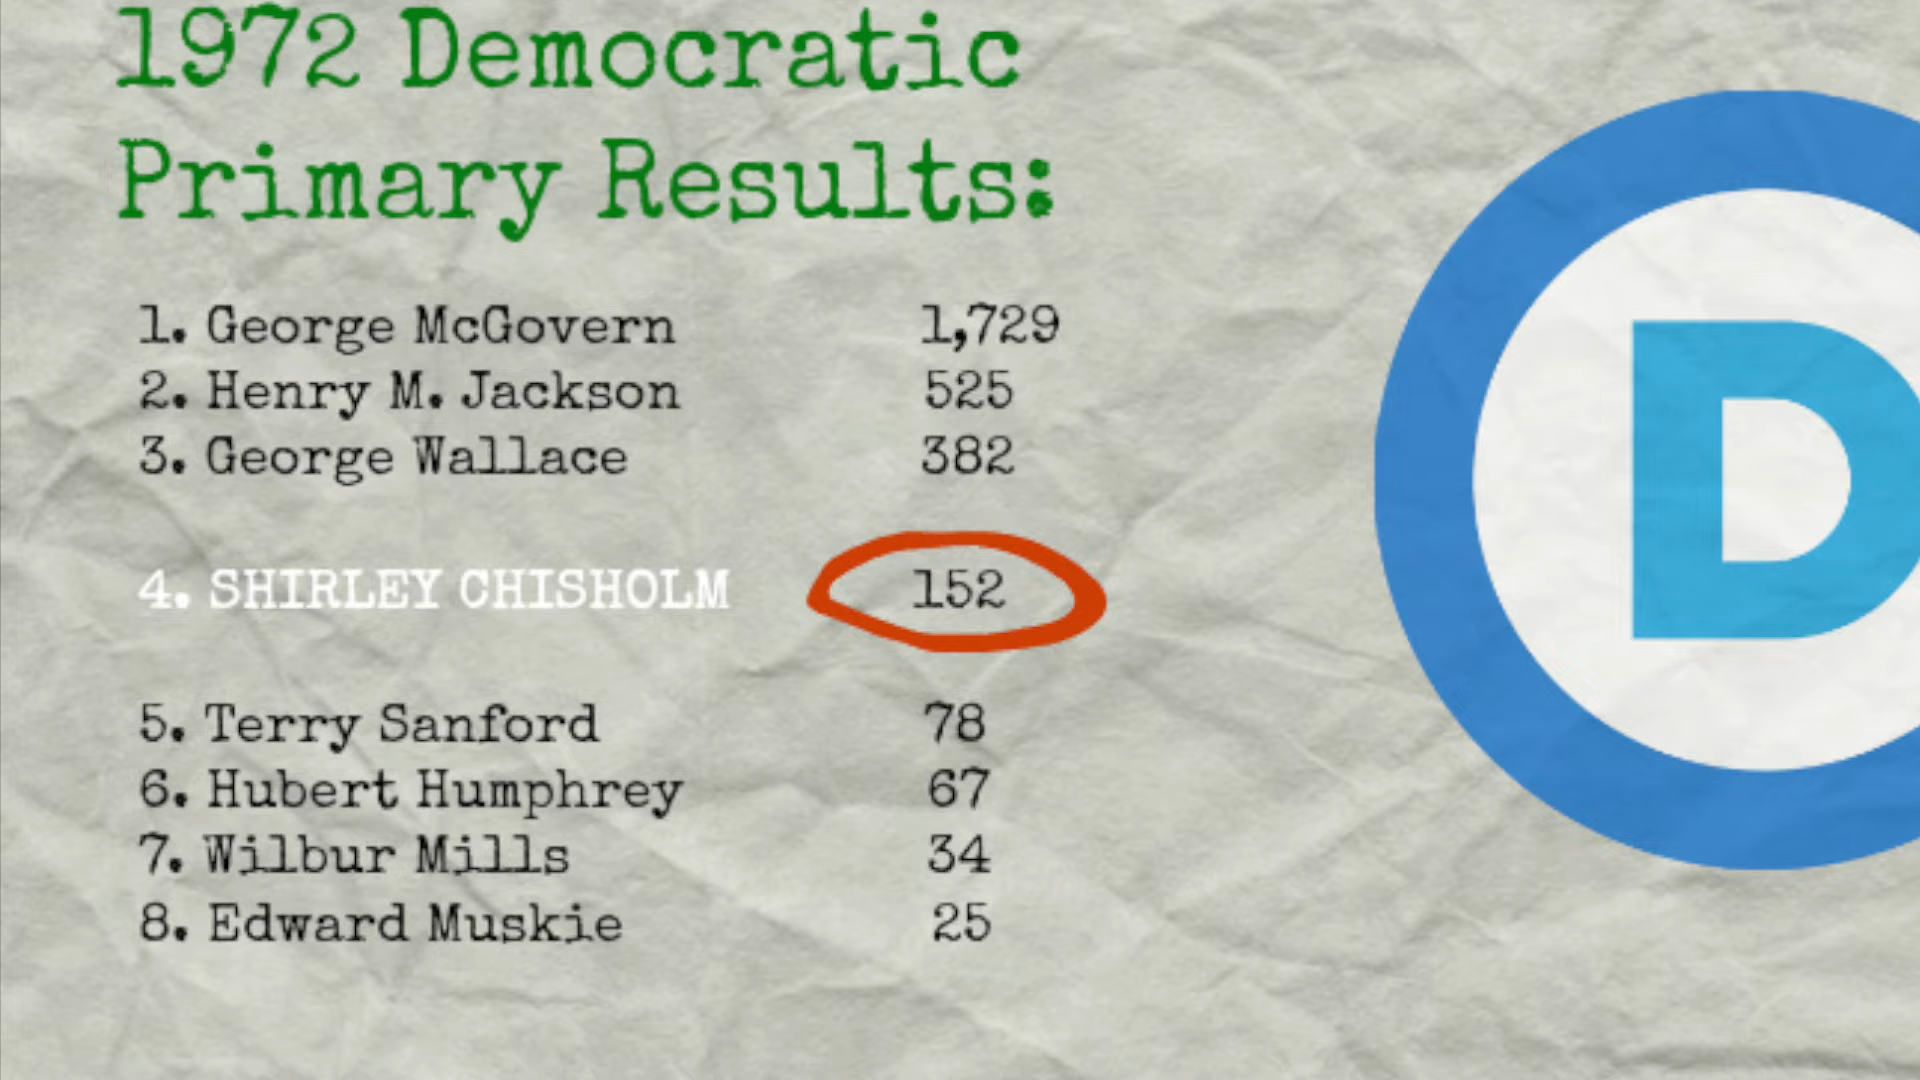 1972 Democratic
Primary Results:
1. George McGovern 1,729
2. Henry M. Jackson 525
3. George Wallace 382
4. SHIRLEY CHISHOLM 152
5. Terry Sanford 78
6. Hubert Humphrey 67
7. Wilbur Mills 34
8. Edward Muskie 25
D